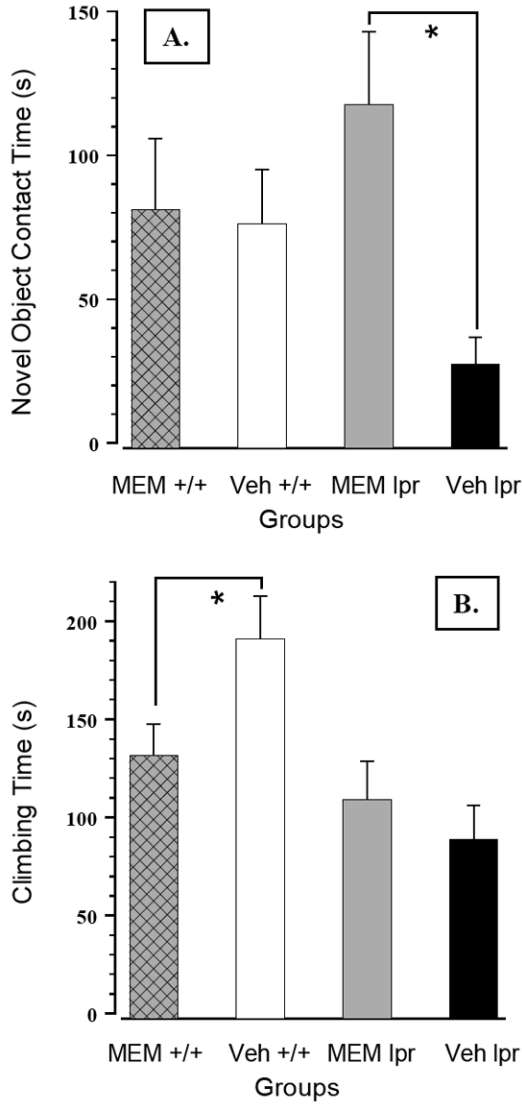 A.
Novel Object Contact Time (s)
150
100
50
0
*
MEM +/+ Veh +/+ MEM lpr Veh lpr
Groups
B.
Climbing Time (s)
200
150
100
50
0
*
MEM +/+ Veh +/+ MEM lpr Veh lpr
Groups